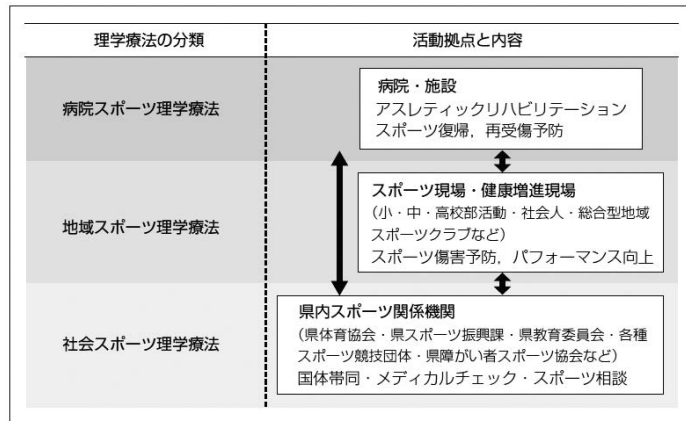 理学療法の分類
活動拠点と内容
病院スポーツ理学療法
病院・施設
アスレティックリハビリテーション
スポーツ復帰，再受傷予防
地域スポーツ理学療法
スポーツ現場・健康増進現場
（小・中・高校部活動・社会人・総合型地域
スポーツクラブなど）
スポーツ傷害予防，パフォーマンス向上
社会スポーツ理学療法
県内スポーツ関係機関
（県体育協会・県スポーツ振興課・県教育委員会・各種
スポーツ競技団体・県障がい者スポーツ協会など）
国体帯同・メディカルチェック・スポーツ相談